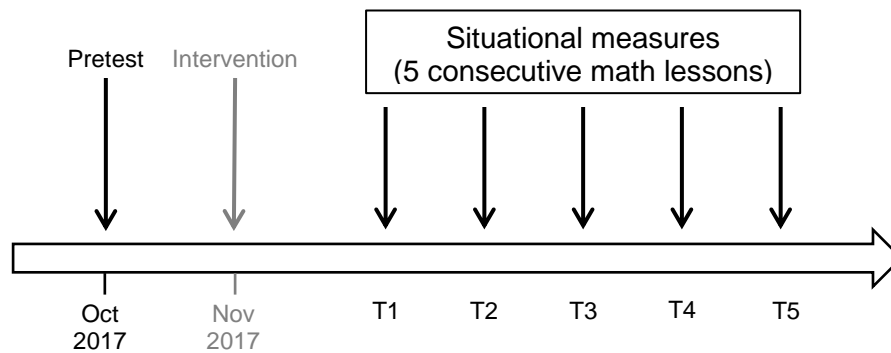 Pretest
Intervention
Situational measures
(5 consecutive math lessons)
Oct
2017
Nov
2017
T1
T2
T3
T4
T5